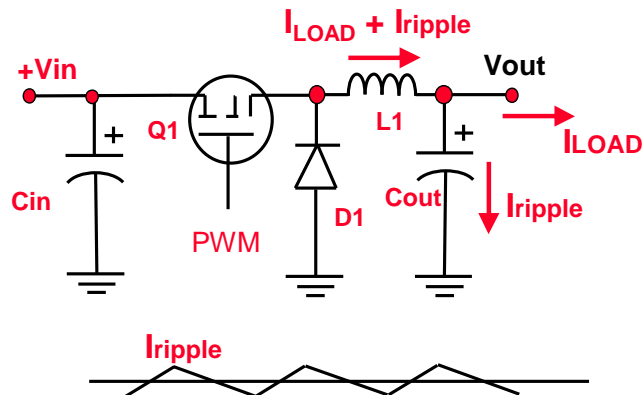 ILOAD + Iripple
+Vin
Vout
Q1
L1
+
+
ILOAD
Cin
D1
Cout
Iripple
PWM
Iripple